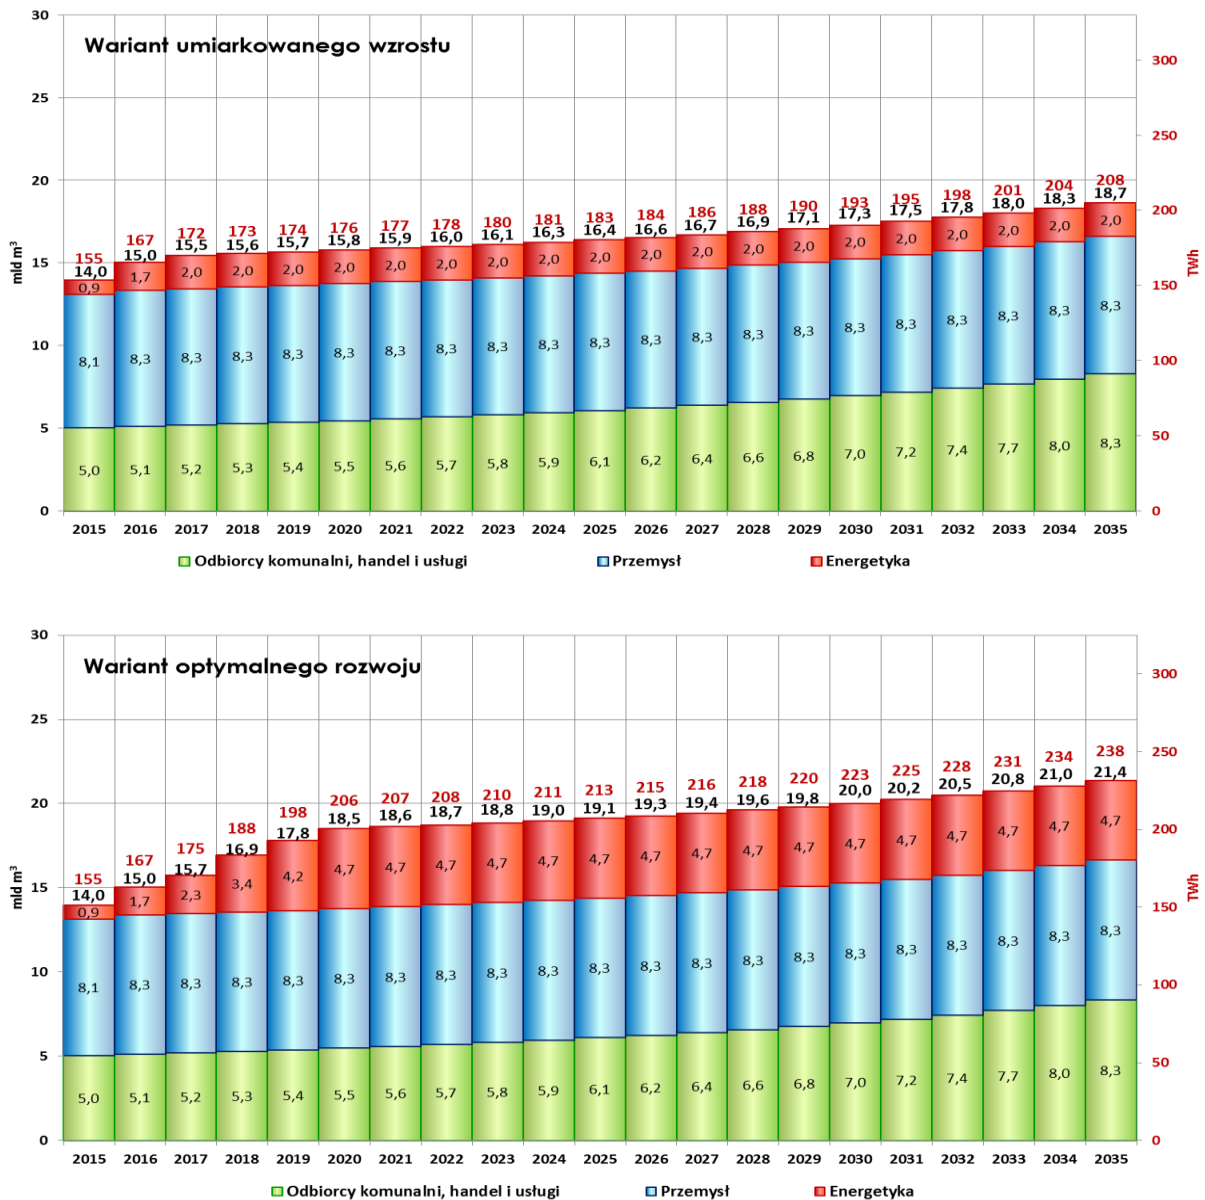 Wariant umiarkowanego wzrostu
30
25
20
15
10
5
0
mld m³
300
250
200
150
100
50
0
TWh
155 167 172 173 174 176 177 178 180 181 183 184 186 188 190 193 195 198 201 204 208
14,0 15,0 15,5 15,6 15,7 15,8 15,9 16,0 16,1 16,3 16,4 16,6 16,7 16,9 17,1 17,3 17,5 17,8 18,0 18,3 18,7
0,9 1,7 2,0 2,0 2,0 2,0 2,0 2,0 2,0 2,0 2,0 2,0 2,0 2,0 2,0 2,0 2,0 2,0 2,0 2,0 2,0
8,1 8,3 8,3 8,3 8,3 8,3 8,3 8,3 8,3 8,3 8,3 8,3 8,3 8,3 8,3 8,3 8,3 8,3 8,3 8,3 8,3
5,0 5,1 5,2 5,3 5,4 5,5 5,6 5,7 5,8 5,9 6,1 6,2 6,4 6,6 6,8 7,0 7,2 7,4 7,7 8,0 8,3
2015 2016 2017 2018 2019 2020 2021 2022 2023 2024 2025 2026 2027 2028 2029 2030 2031 2032 2033 2034 2035
Odbiorcy komunalni, handel i usługi Przemysł Energetyka
Wariant optymalnego rozwoju
30
25
20
15
10
5
0
mld m³
300
250
200
150
100
50
0
TWh
155 167 175 188 198 206 207 208 210 211 213 215 216 218 220 223 225 228 231 234 238
14,0 15,0 15,7 16,9 17,8 18,5 18,6 18,7 18,8 19,0 19,1 19,3 19,4 19,6 19,8 20,0 20,2 20,5 20,8 21,0 21,4
0,9 1,7 2,3 3,4 4,2 4,7 4,7 4,7 4,7 4,7 4,7 4,7 4,7 4,7 4,7 4,7 4,7 4,7 4,7 4,7 4,7
8,1 8,3 8,3 8,3 8,3 8,3 8,3 8,3 8,3 8,3 8,3 8,3 8,3 8,3 8,3 8,3 8,3 8,3 8,3 8,3 8,3
5,0 5,1 5,2 5,3 5,4 5,5 5,6 5,7 5,8 5,9 6,1 6,2 6,4 6,6 6,8 7,0 7,2 7,4 7,7 8,0 8,3
2015 2016 2017 2018 2019 2020 2021 2022 2023 2024 2025 2026 2027 2028 2029 2030 2031 2032 2033 2034 2035
Odbiorcy komunalni, handel i usługi Przemysł Energetyka